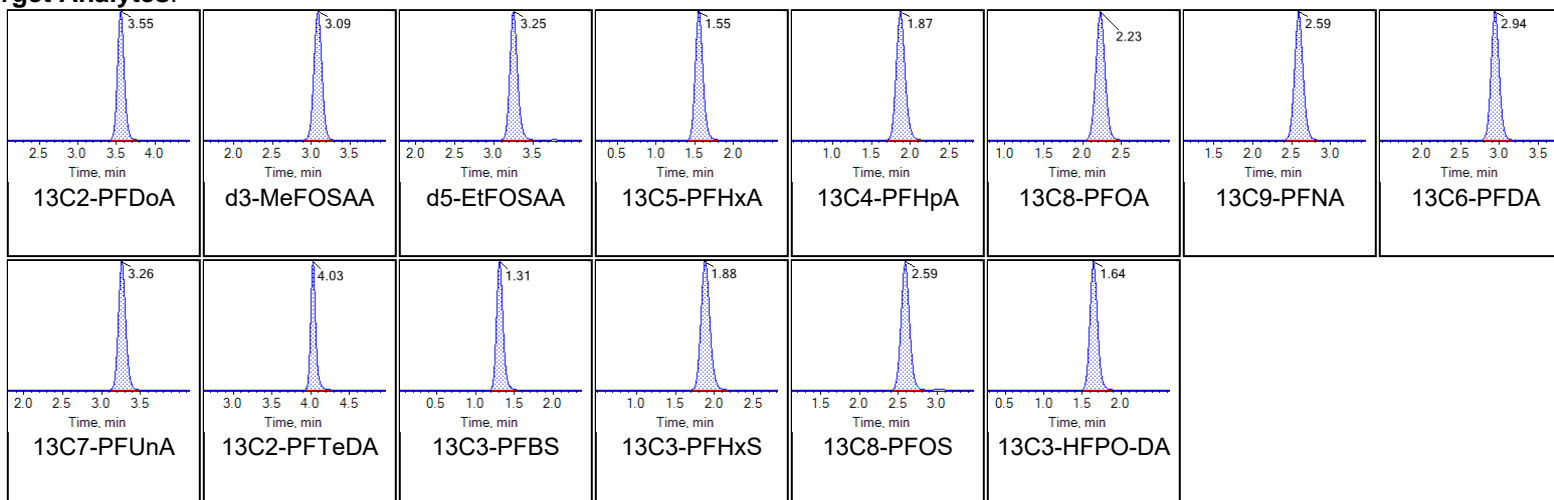 rget Analytes:
3.55 3.09 3.25 1.55 1.87 2.23 2.59 2.94
2.5 3.0 3.5 4.0 2.0 2.5 3.0 3.5 2.0 2.5 3.0 3.5 0.5 1.0 1.5 2.0 1.0 1.5 2.0 2.5 1.0 1.5 2.0 2.5 1.5 2.0 2.5 3.0 2.0 2.5 3.0 3.5
Time, min Time, min Time, min Time, min Time, min Time, min Time, min Time, min
13C2-PFDoA d3-MeFOSAA d5-EtFOSAA 13C5-PFHxA 13C4-PFHpA 13C8-PFOA 13C9-PFNA 13C6-PFDA
3.26 4.03 1.31 1.88 2.59 1.64
2.0 2.5 3.0 3.5 3.0 3.5 4.0 4.5 0.5 1.0 1.5 2.0 1.0 1.5 2.0 2.5 1.5 2.0 2.5 3.0 0.5 1.0 1.5 2.0
Time, min Time, min Time, min Time, min Time, min Time, min
13C7-PFUnA 13C2-PFTeDA 13C3-PFBS 13C3-PFHxS 13C8-PFOS 13C3-HFPO-DA